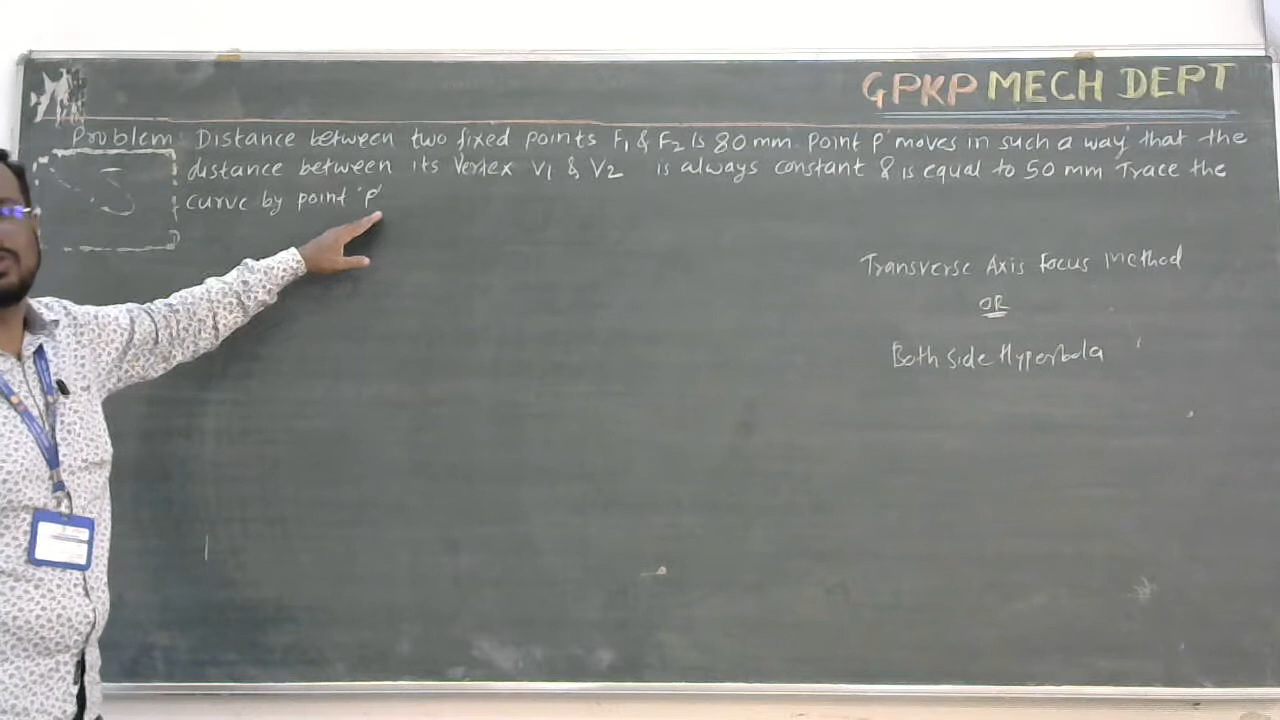 GPKP MECH DEPT
Problem: Distance between two fixed points F1 & F2 is 80 mm. Point 'P' moves in such a way that the
distance between its vertex V1 & V2 is always constant & is equal to 50 mm Trace the
curve by point 'P'
Transverse Axis Focus Method
OR
Both Side Hyperbola